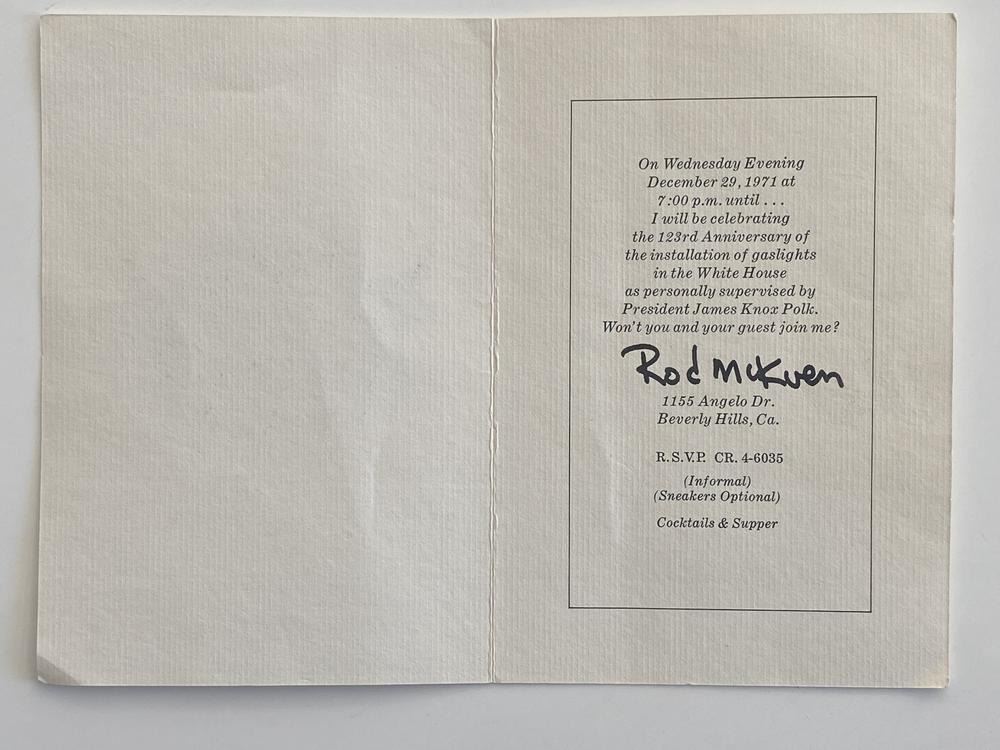 On Wednesday Evening
December 29, 1971 at
7:00 p.m. until . . .
I will be celebrating
the 123rd Anniversary of
the installation of gaslights
in the White House
as personally supervised by
President James Knox Polk.
Won't you and your guest join me?
Rod McKuen
1155 Angelo Dr.
Beverly Hills, Ca.
R.S.V.P. CR. 4-6035
(Informal)
(Sneakers Optional)
Cocktails & Supper